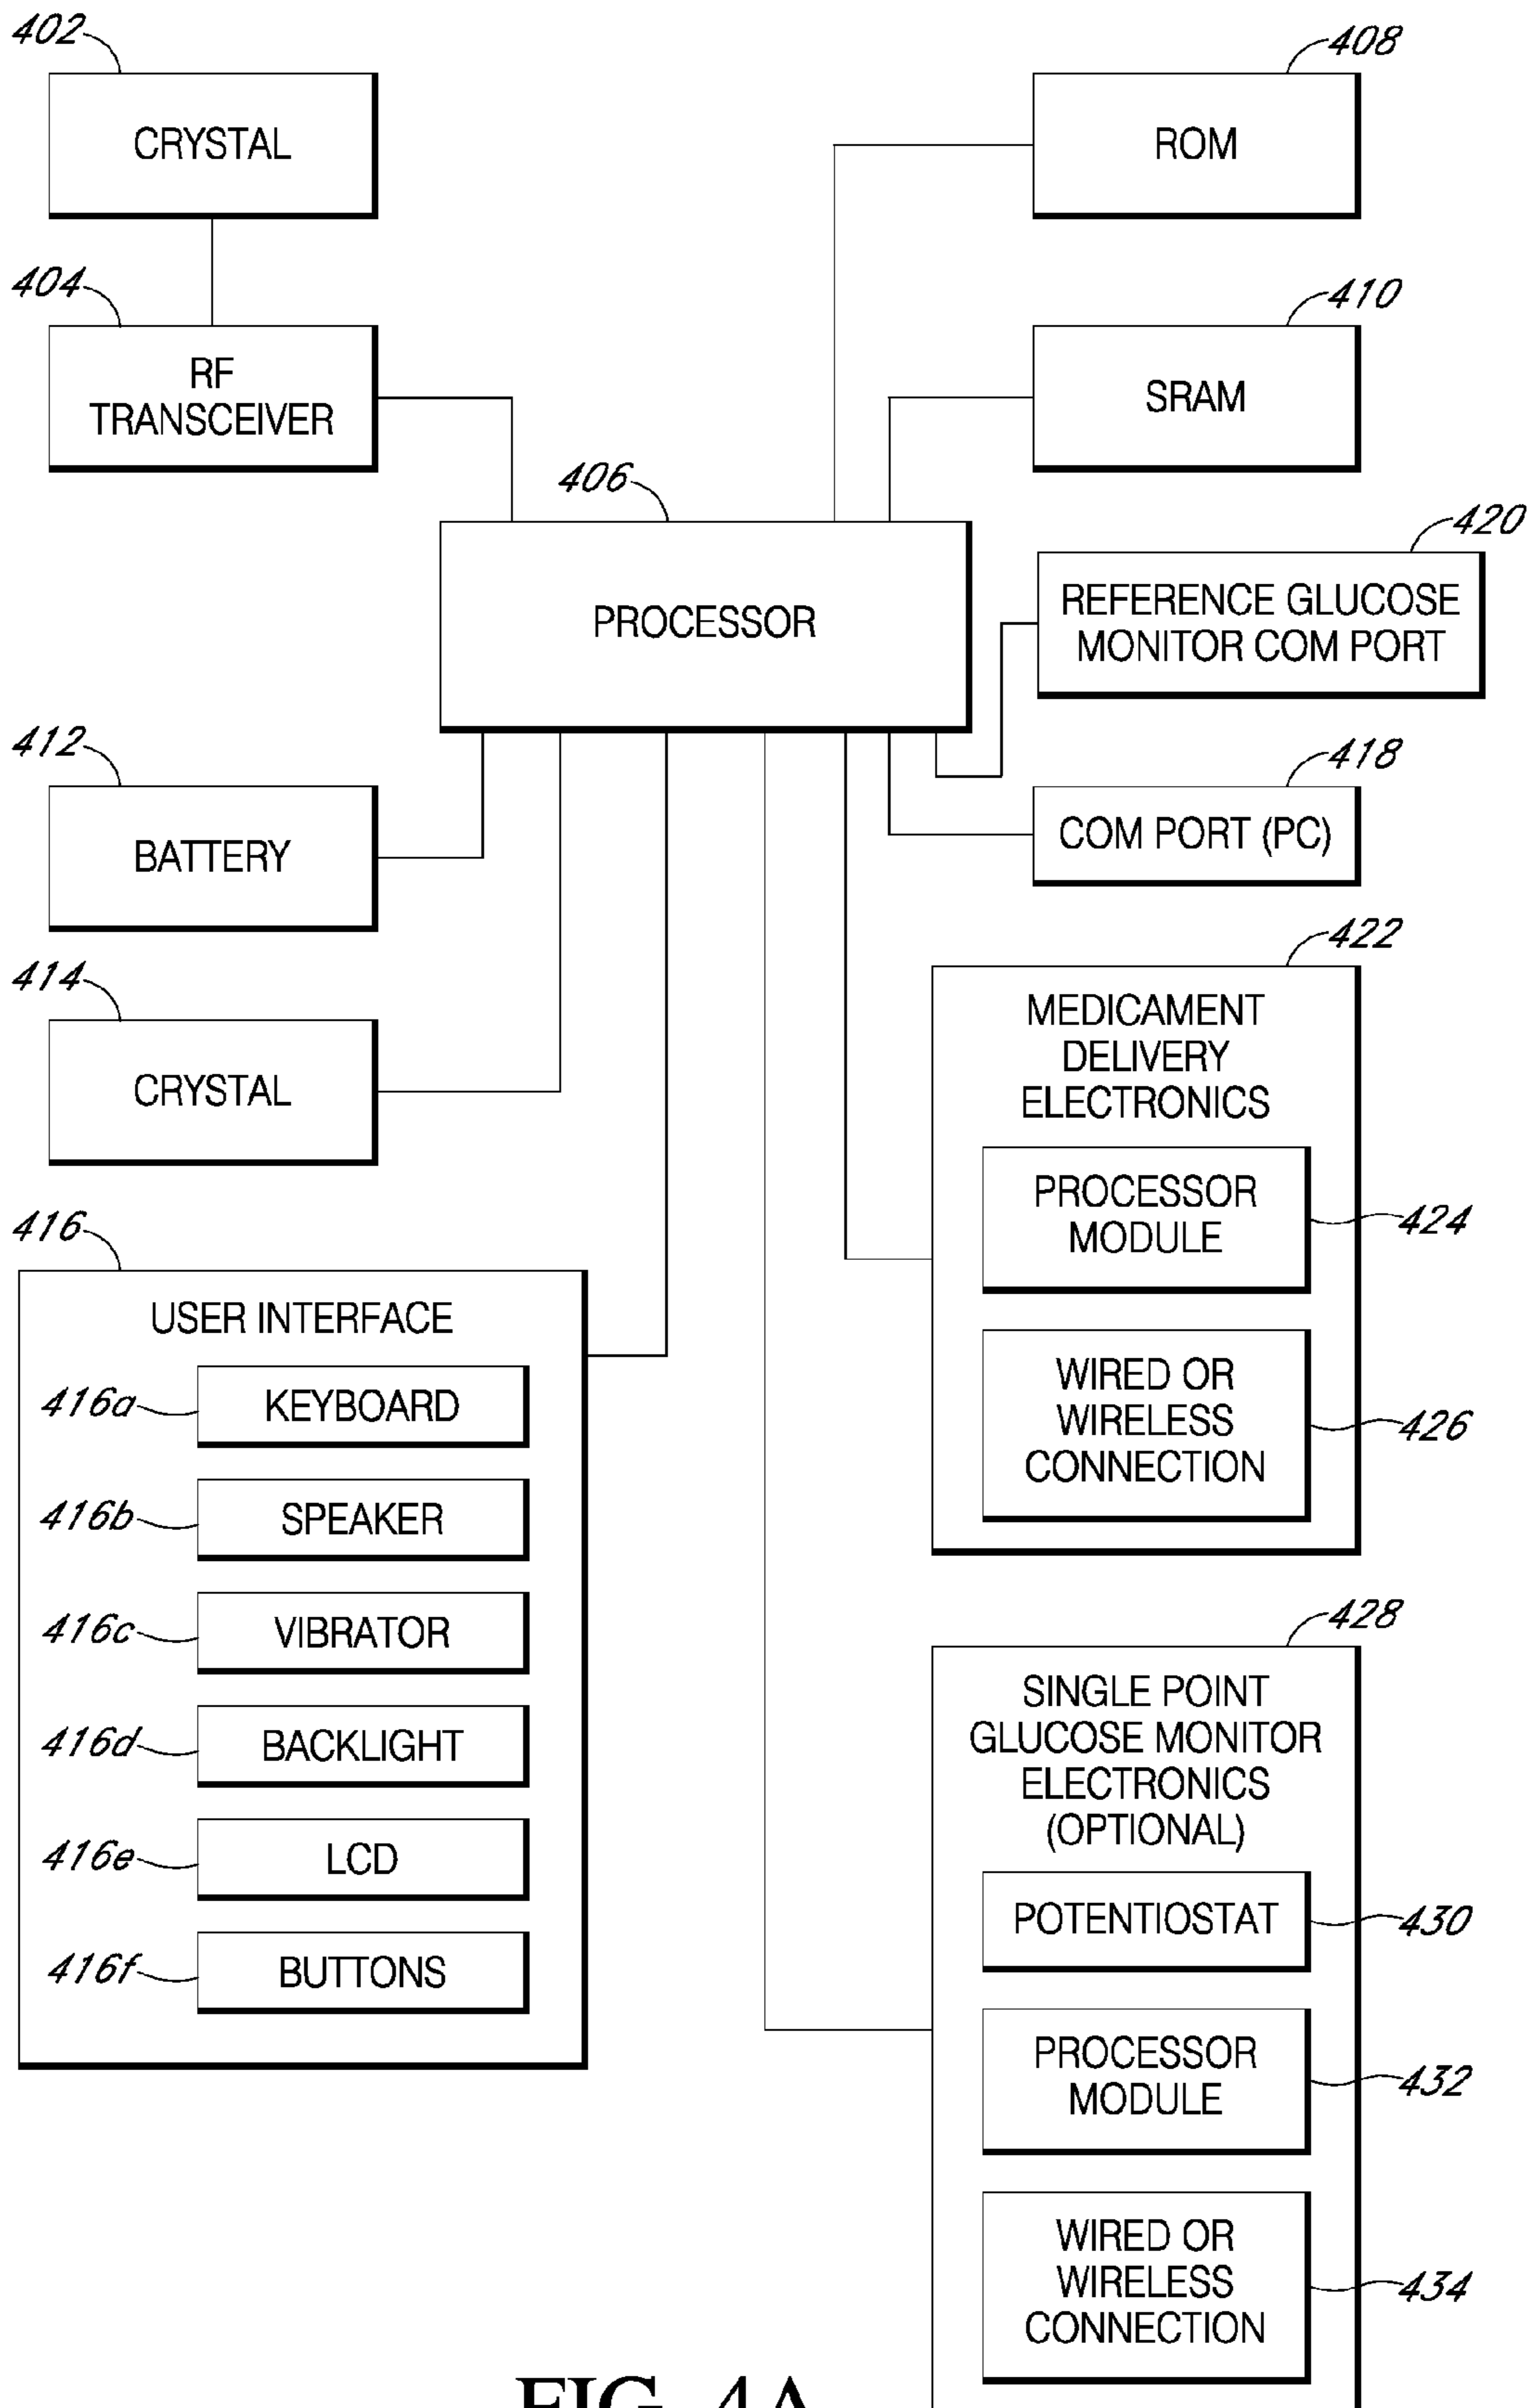 402
CRYSTAL
404
RF
TRANSCEIVER
408
ROM
410
SRAM
406
PROCESSOR
420
REFERENCE GLUCOSE
MONITOR COM PORT
412
BATTERY
418
COM PORT (PC)
414
CRYSTAL
422
MEDICAMENT
DELIVERY
ELECTRONICS
PROCESSOR
MODULE
424
WIRED OR
WIRELESS
CONNECTION
426
416
USER INTERFACE
416a
KEYBOARD
416b
SPEAKER
416c
VIBRATOR
416d
BACKLIGHT
416e
LCD
416f
BUTTONS
428
SINGLE POINT
GLUCOSE MONITOR
ELECTRONICS
(OPTIONAL)
POTENTIOSTAT
430
PROCESSOR
MODULE
432
WIRED OR
WIRELESS
CONNECTION
434
FIG. 4A